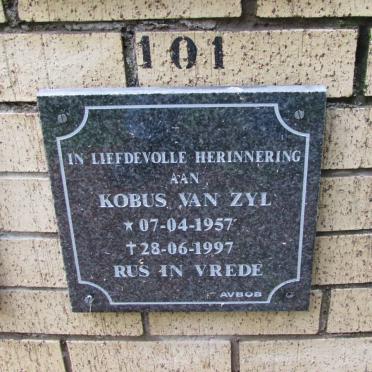 101
IN LIEFDEVOLLE HERINNERING
AAN
KOBUS VAN ZYL
★ 07-04-1957
✝ 28-06-1997
RUS IN VREDE
AVBOB